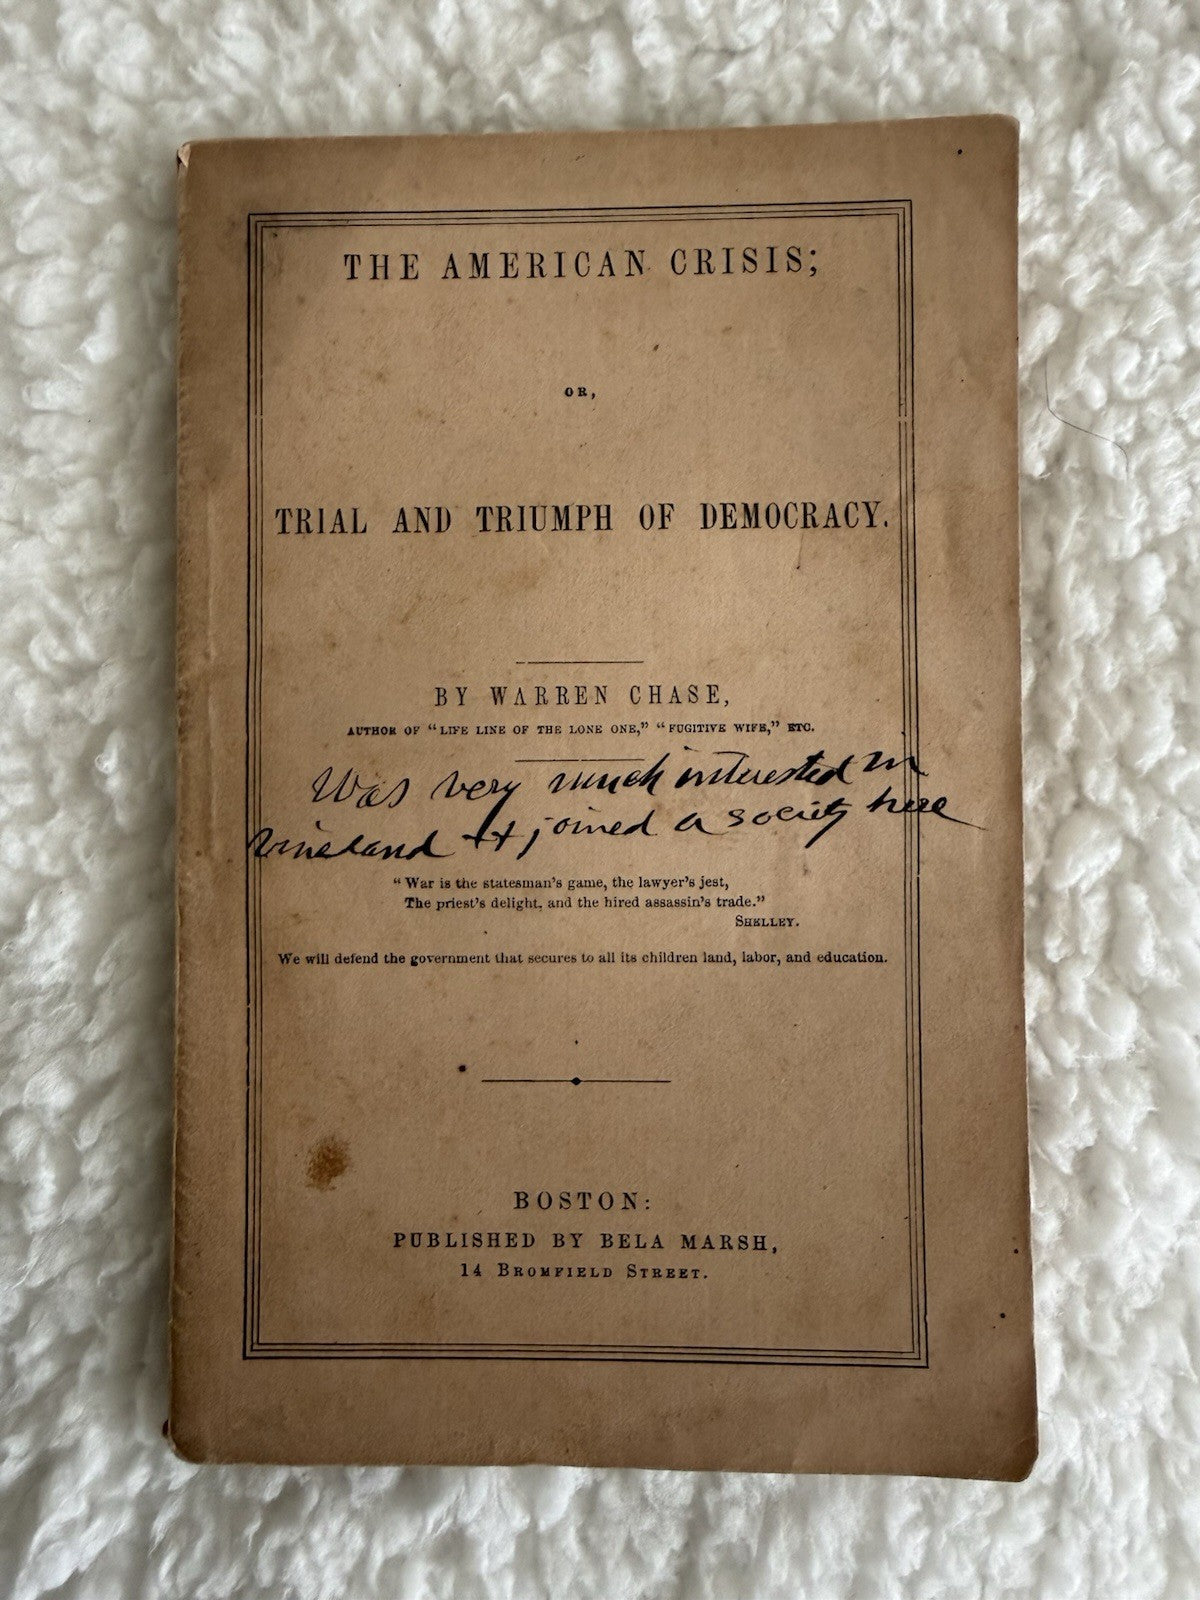 THE AMERICAN CRISIS;
OR,
TRIAL AND TRIUMPH OF DEMOCRACY.
BY WARREN CHASE,
AUTHOR OF "LIFE LINE OF THE LONE ONE," "FUGITIVE WIFE," ETC.
Was very much interested in
Vineland & joined a society here
"War is the statesman's game, the lawyer's jest,
The priest's delight, and the hired assassin's trade."
SHELLEY.
We will defend the government that secures to all its children land, labor, and education.
BOSTON:
PUBLISHED BY BELA MARSH,
14 BROMFIELD STREET.